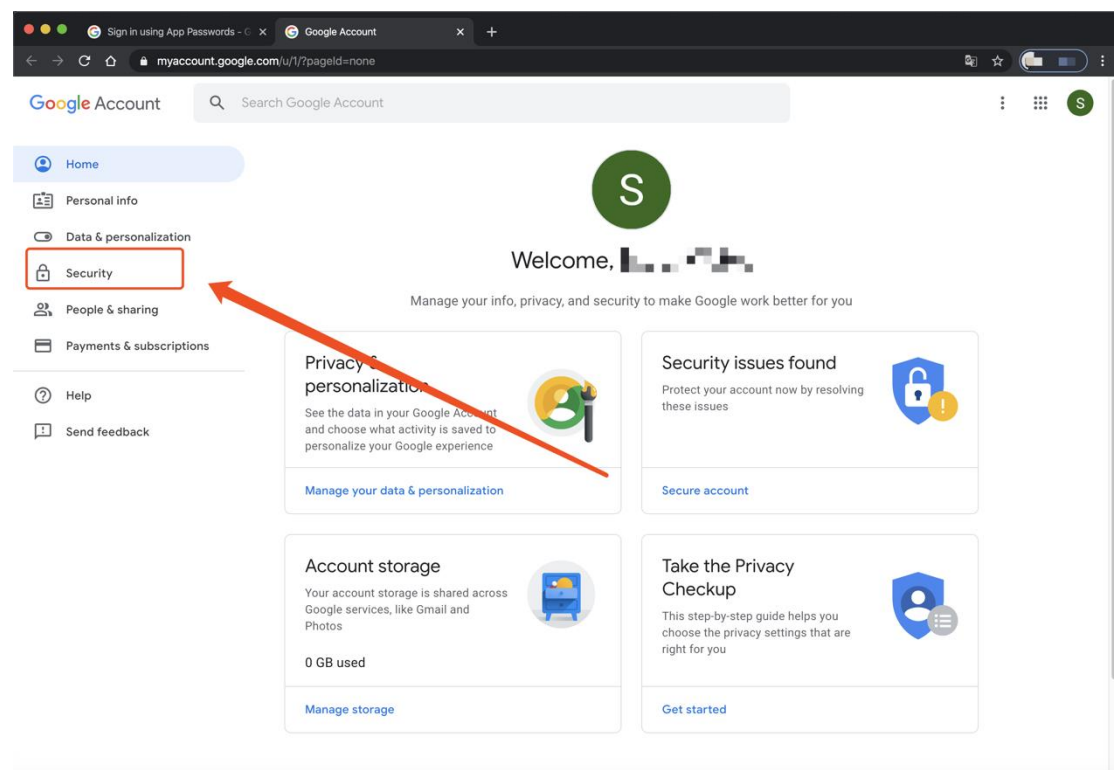 Sign in using App Passwords - G
Google Account
myaccount.google.com/u/1/?pageId=none
Google Account
Search Google Account
S
Home
Personal info
Data & personalization
Security
People & sharing
Payments & subscriptions
Help
Send feedback
S
Welcome,
Manage your info, privacy, and security to make Google work better for you
Privacy &
personalization
See the data in your Google Account
and choose what activity is saved to
personalize your Google experience
Manage your data & personalization
Security issues found
Protect your account now by resolving
these issues
Secure account
Account storage
Your account storage is shared across
Google services, like Gmail and
Photos
0 GB used
Manage storage
Take the Privacy
Checkup
This step-by-step guide helps you
choose the privacy settings that are
right for you
Get started